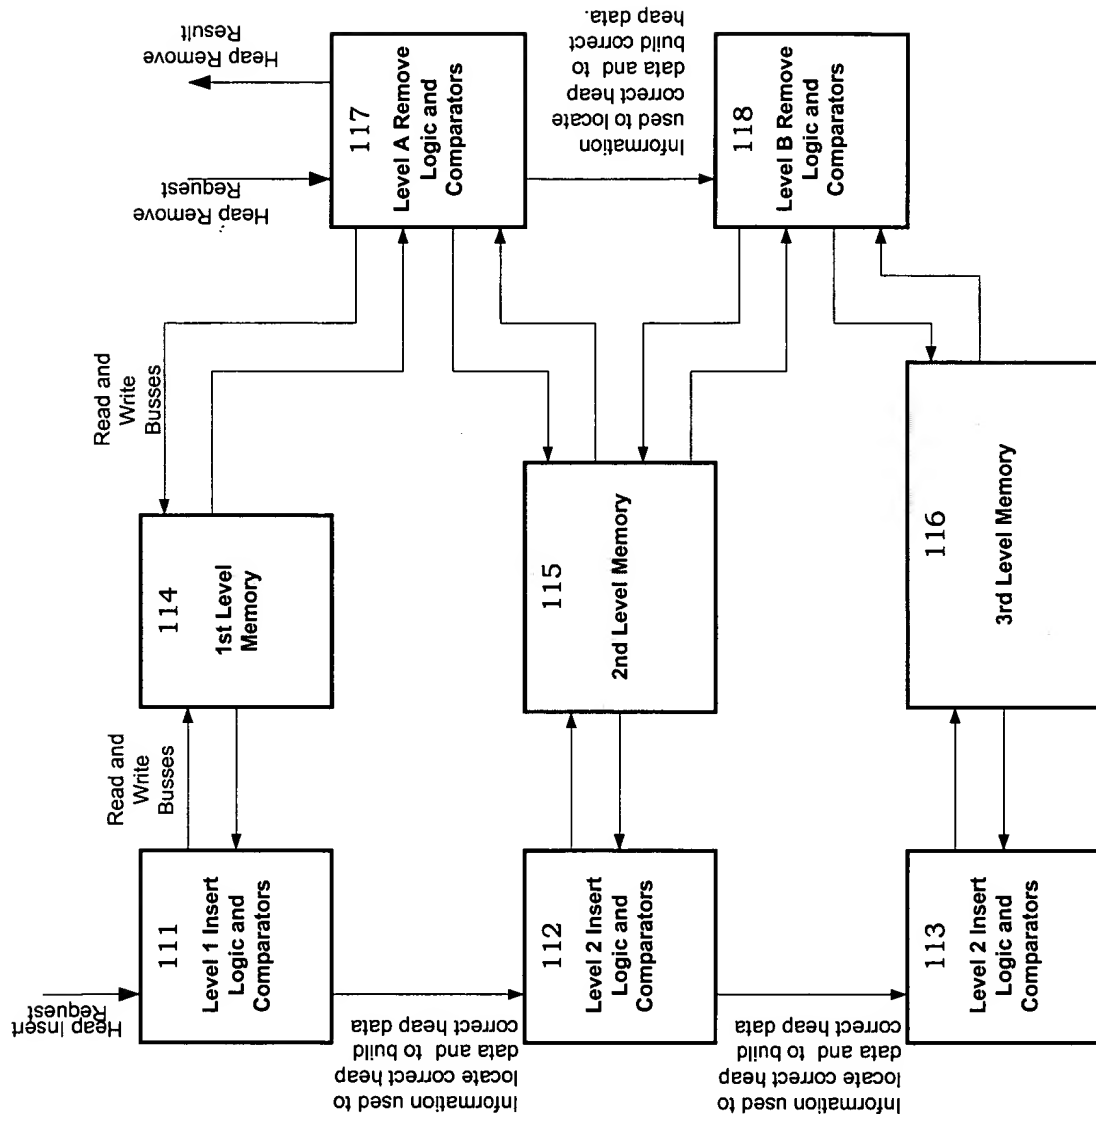 Heap Insert
Request
111
Level 1 Insert
Logic and
Comparators
Read and
Write
Busses
114
1st Level
Memory
Read and
Write
Busses
Heap Remove
Request
Heap Remove
Result
117
Level A Remove
Logic and
Comparators
Information used to
locate correct heap
data and to build
correct heap data
112
Level 2 Insert
Logic and
Comparators
115
2nd Level Memory
Information
used to locate
correct heap
data and to
build correct
heap data.
118
Level B Remove
Logic and
Comparators
Information used to
locate correct heap
data and to build
correct heap data
113
Level 2 Insert
Logic and
Comparators
116
3rd Level Memory